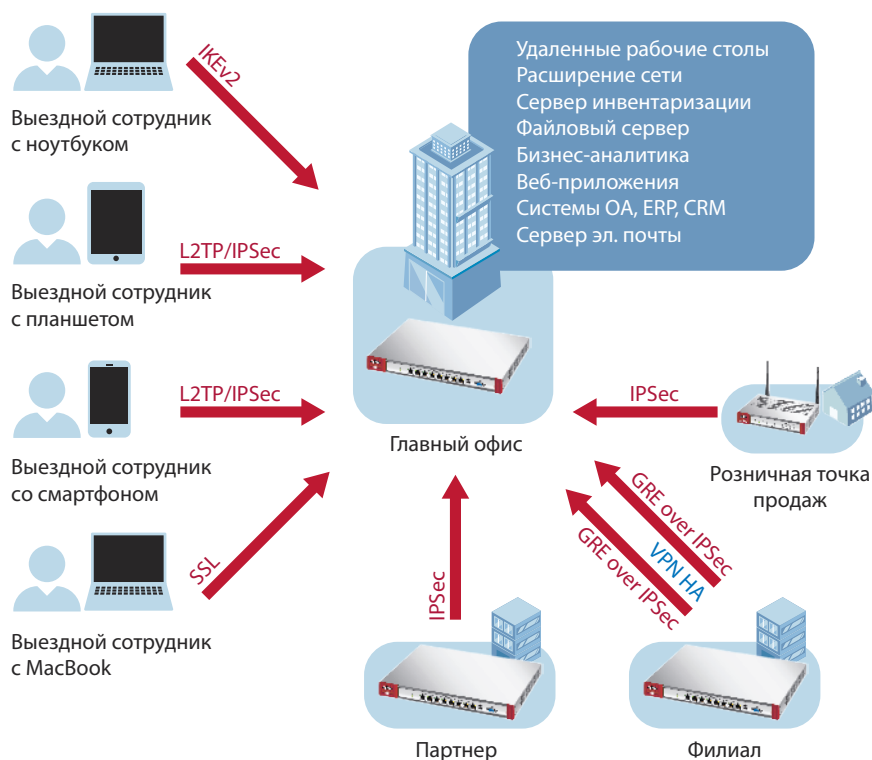 IKEv2
Выездной сотрудник
с ноутбуком
Удаленные рабочие столы
Расширение сети
Сервер инвентаризации
Файловый сервер
Бизнес-аналитика
Веб-приложения
Системы OA, ERP, CRM
Сервер эл. почты
L2TP/IPSec
Выездной сотрудник
с планшетом
L2TP/IPSec
Выездной сотрудник
со смартфоном
Главный офис
IPSec
Розничная точка
продаж
SSL
Выездной сотрудник
с MacBook
IPSec
Партнер
GRE over IPSec
VPN HA
GRE over IPSec
Филиал